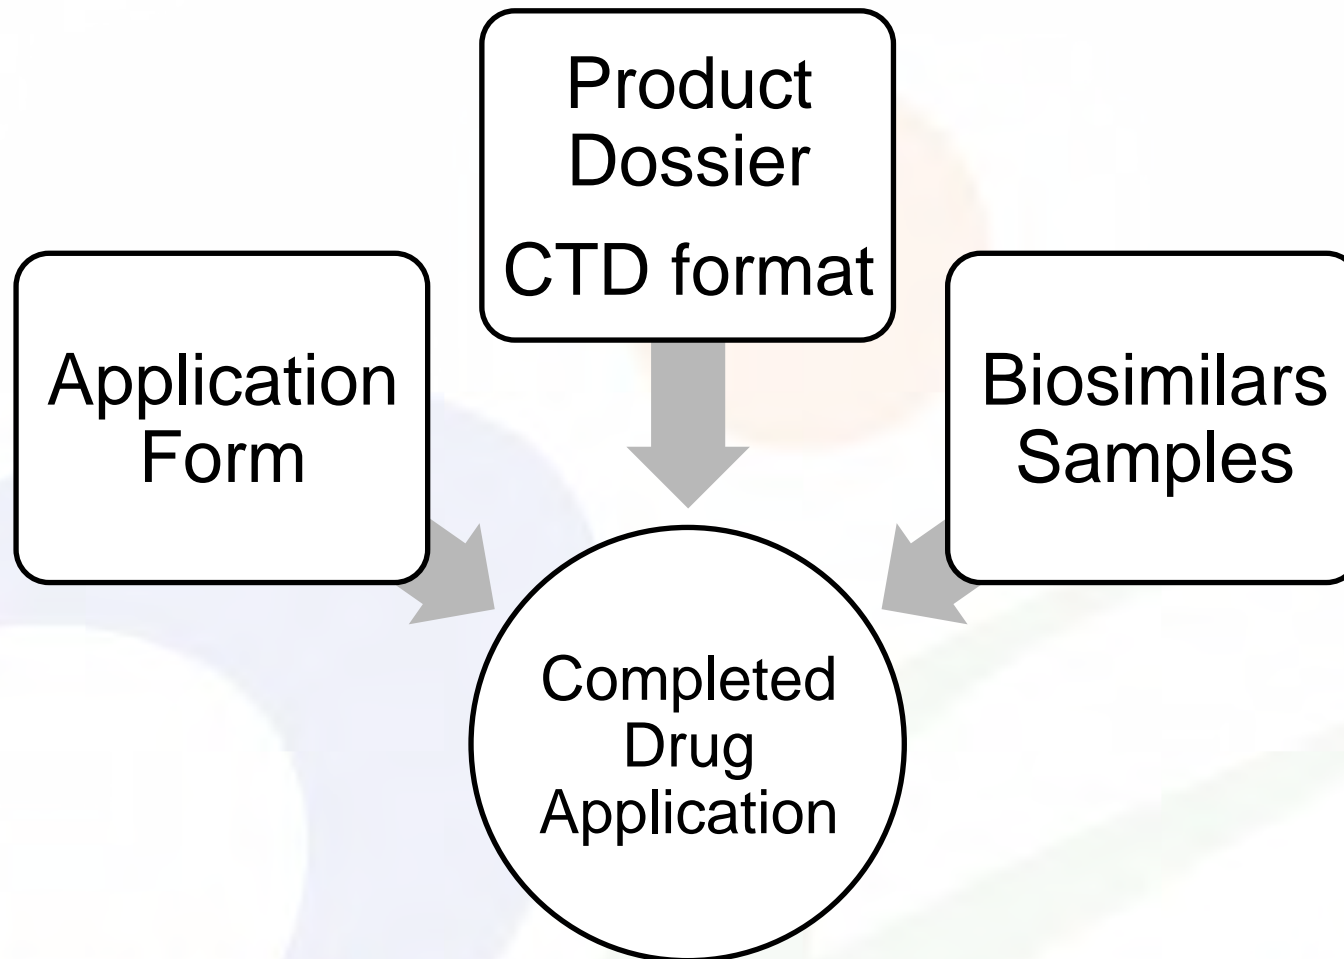 Product
Dossier
CTD format
Application
Form
Biosimilars
Samples
Completed
Drug
Application